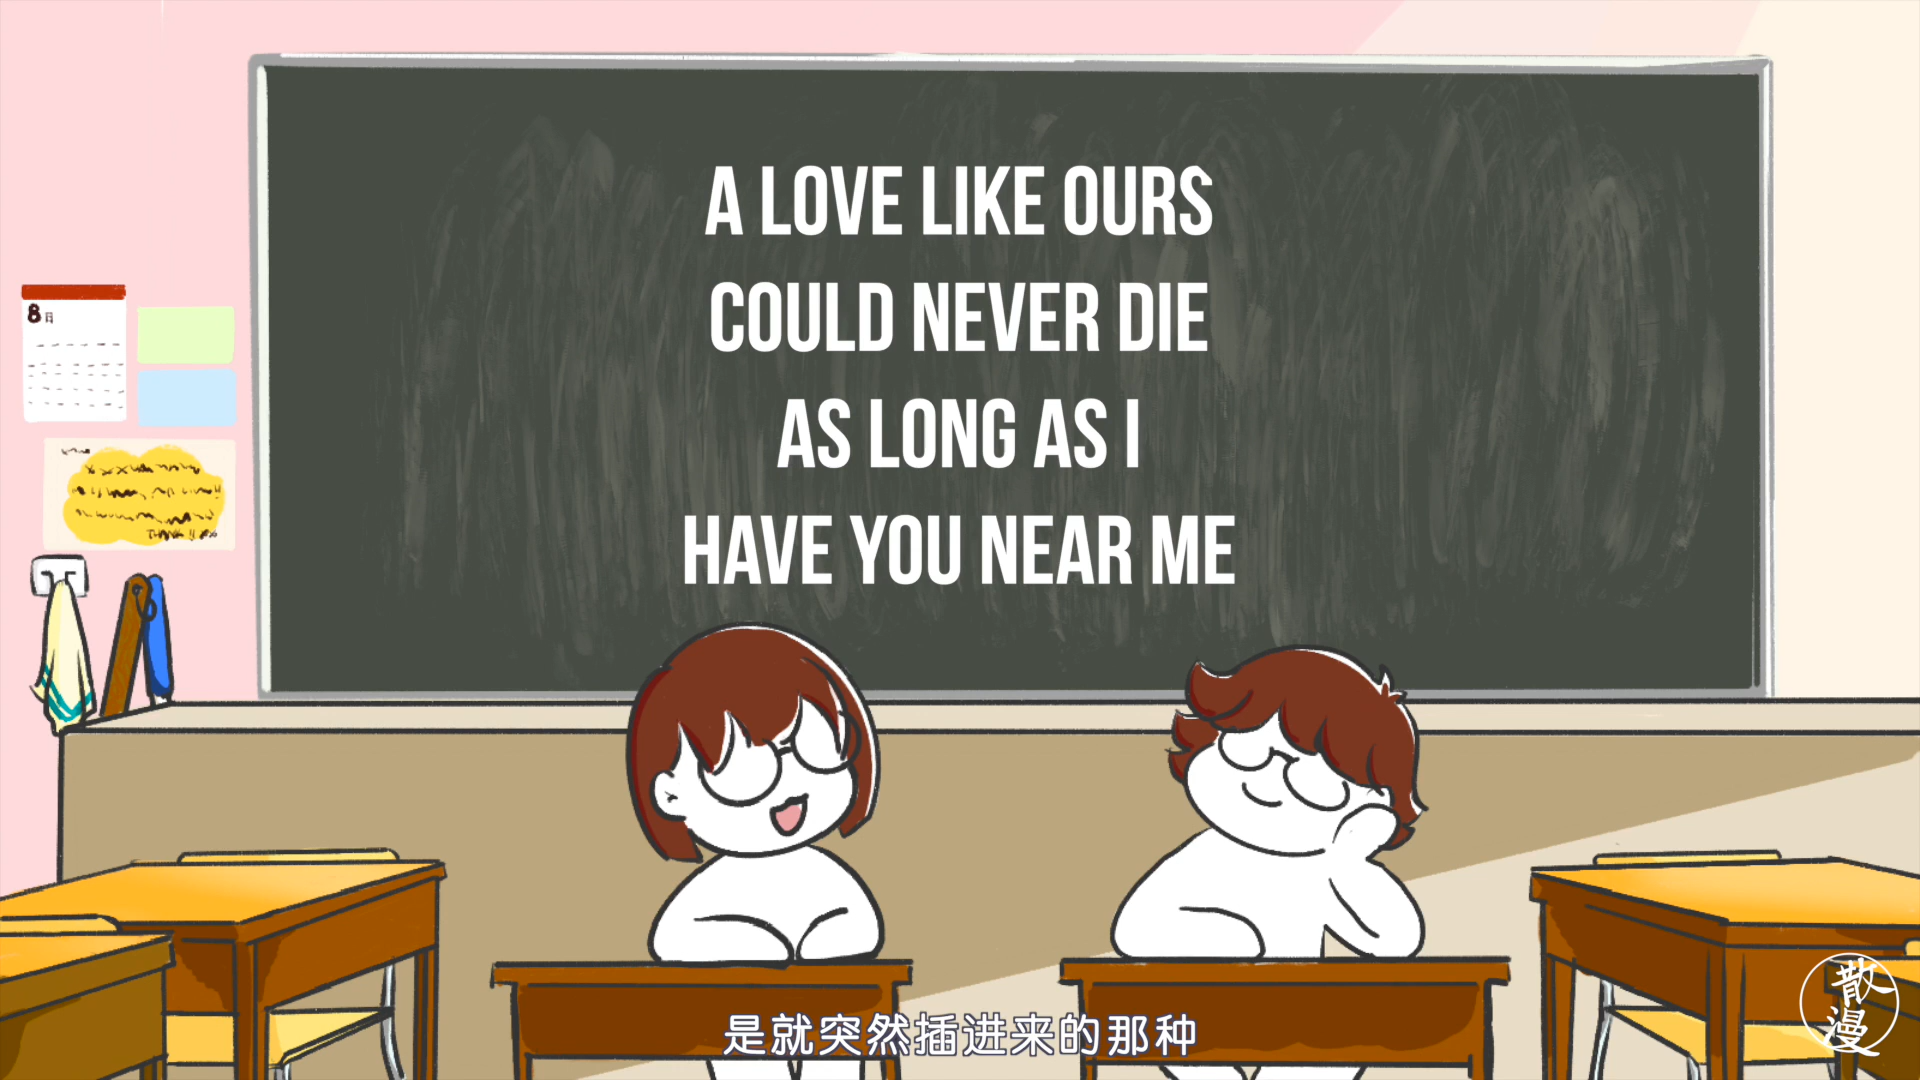 A LOVE LIKE OURS
COULD NEVER DIE
AS LONG AS I
HAVE YOU NEAR ME
8日
是就突然插进来的那种
散漫